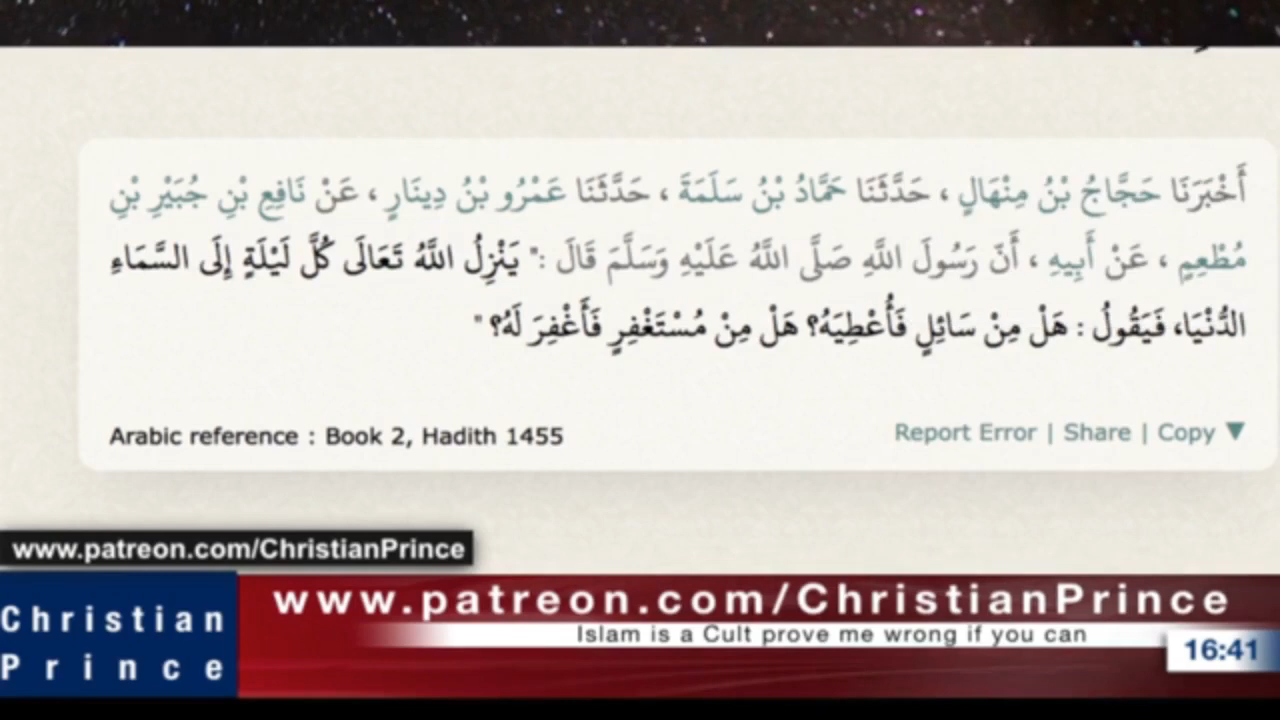 أَخْبَرَنَا حَجَّاجُ بْنُ مِنْهَالٍ ، حَدَّثَنَا حَمَّادُ بْنُ سَلَمَةَ ، حَدَّثَنَا عَمْرُو بْنُ دِينَارٍ ، عَنْ نَافِعِ بْنِ جُبَيْرِ بْنِ
مُطْعِمٍ ، عَنْ أَبِيهِ ، أَنّ رَسُولَ اللَّهِ صَلَّى اللَّهُ عَلَيْهِ وَسَلَّمَ قَالَ :" يَنْزِلُ اللَّهُ تَعَالَى كُلَّ لَيْلَةٍ إِلَى السَّمَاءِ
الدُّنْيَا، فَيَقُولُ : هَلْ مِنْ سَائِلٍ فَأُعْطِيَهُ؟ هَلْ مِنْ مُسْتَغْفِرٍ فَأَغْفِرَ لَهُ؟ "
Arabic reference : Book 2, Hadith 1455
Report Error | Share | Copy ▼
www.patreon.com/ChristianPrince
Christian
Prince
www.patreon.com/ChristianPrince
Islam is a Cult prove me wrong if you can
16:41